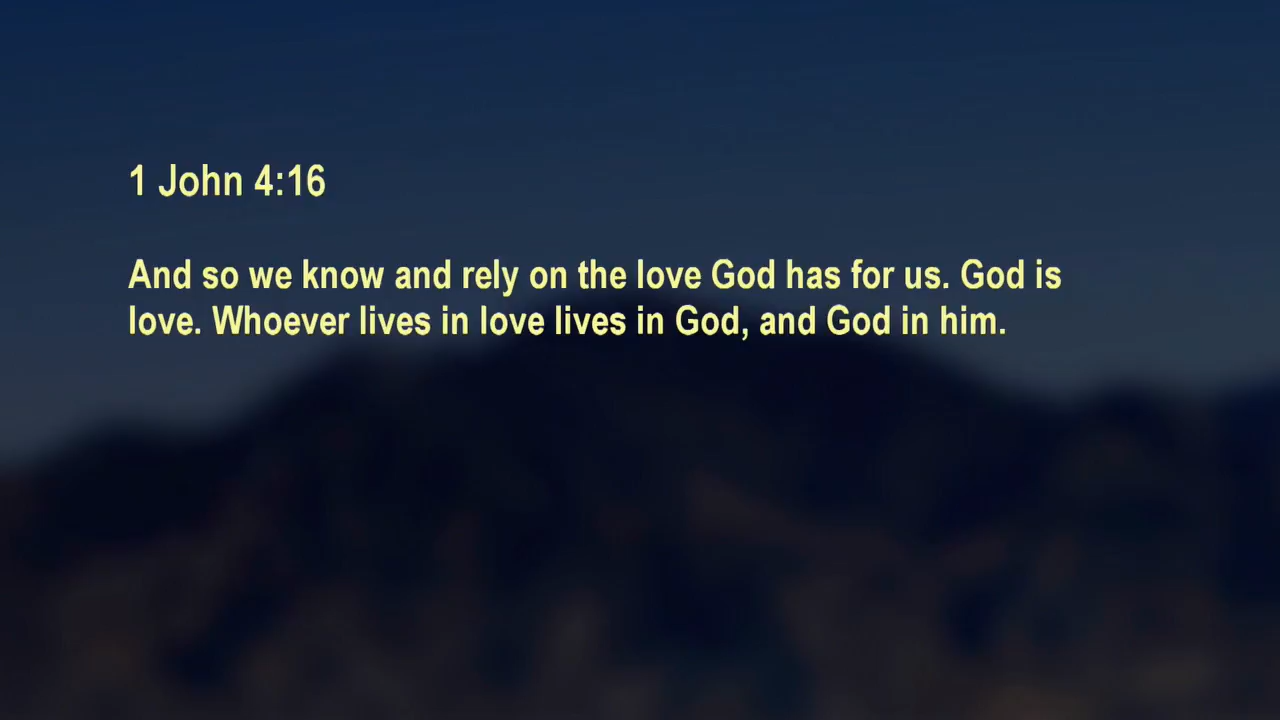 1 John 4:16
And so we know and rely on the love God has for us. God is
love. Whoever lives in love lives in God, and God in him.